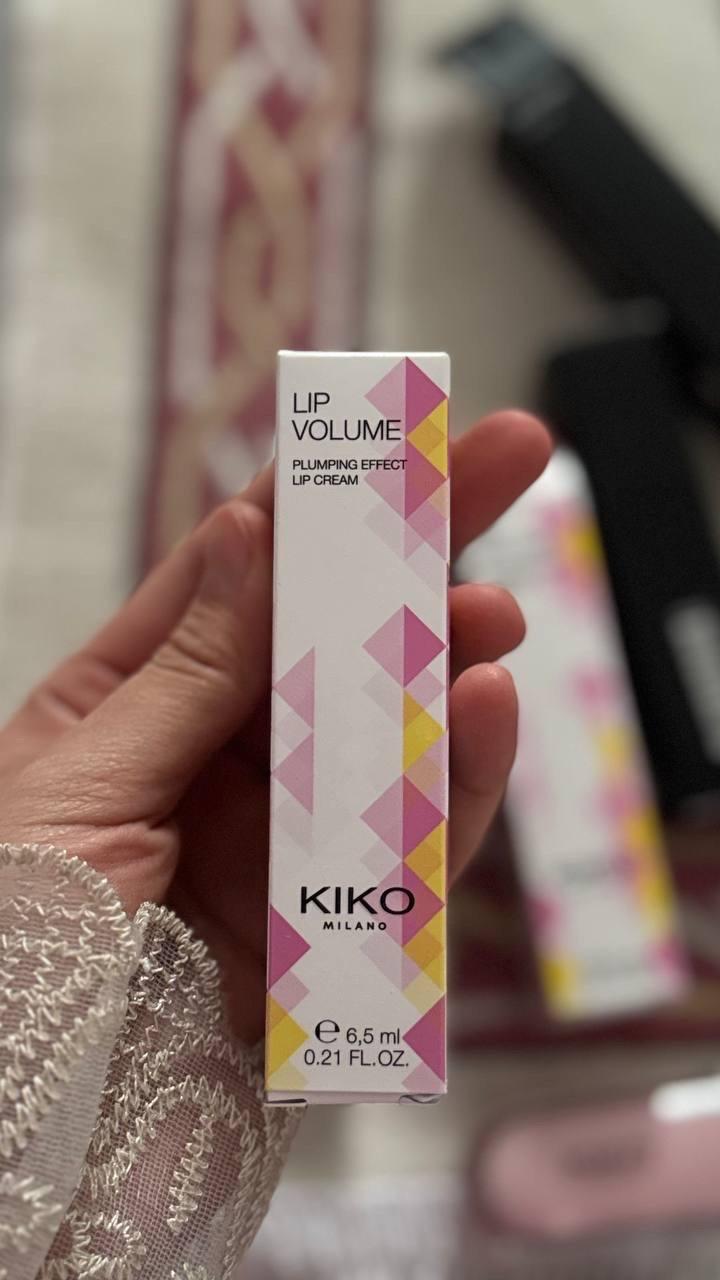 LIP
VOLUME
PLUMPING EFFECT
LIP CREAM
KIKO
MILANO
℮ 6,5 ml
0.21 FL.OZ.